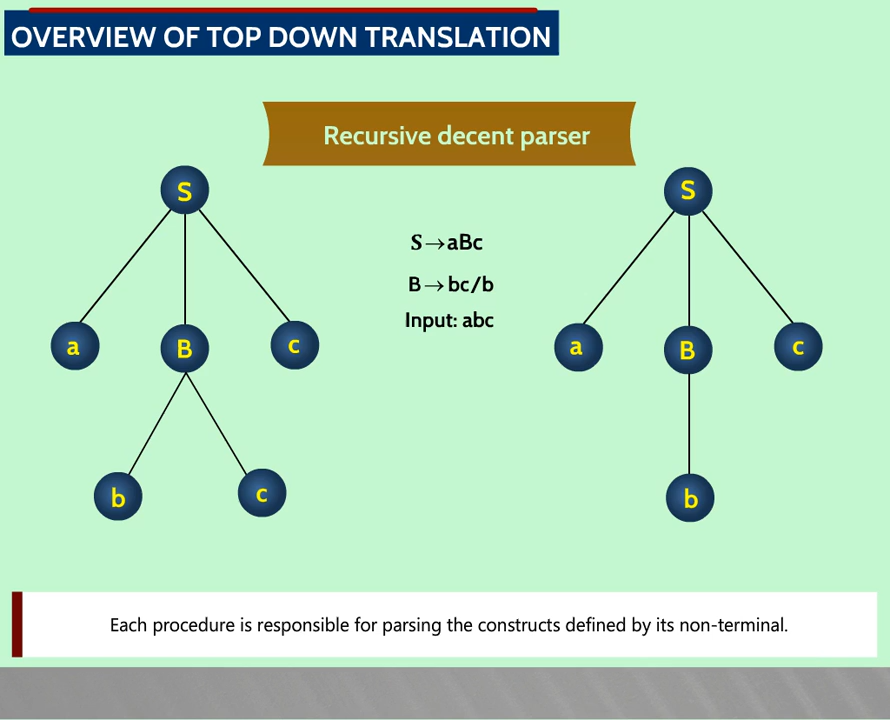 OVERVIEW OF TOP DOWN TRANSLATION
Recursive decent parser
S
S
S→aBc
B→bc/b
Input: abc
a
B
c
a
B
c
b
c
b
Each procedure is responsible for parsing the constructs defined by its non-terminal.